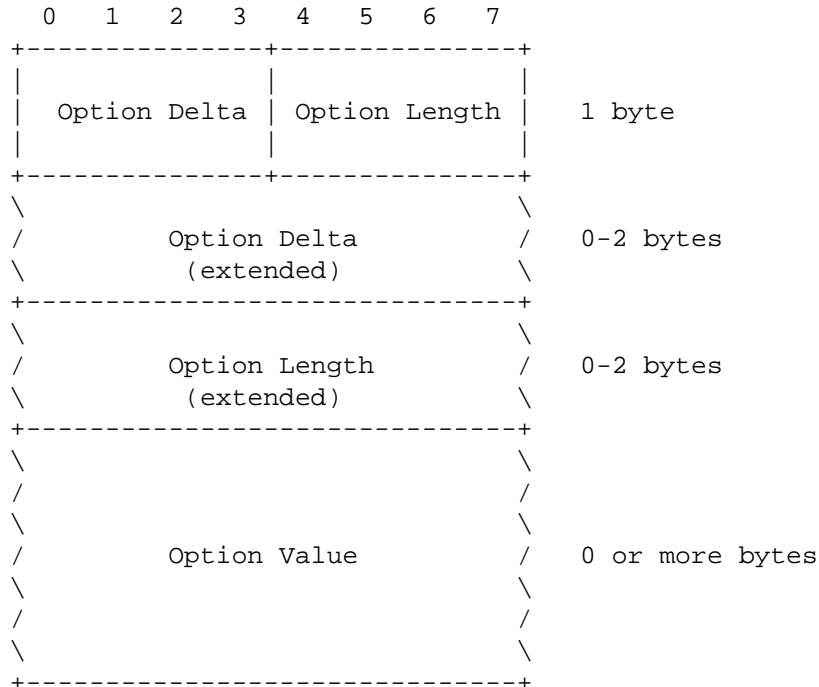 0 1 2 3 4 5 6 7
Option Delta | Option Length 1 byte
Option Delta 0-2 bytes
(extended)
Option Length 0-2 bytes
(extended)
Option Value 0 or more bytes